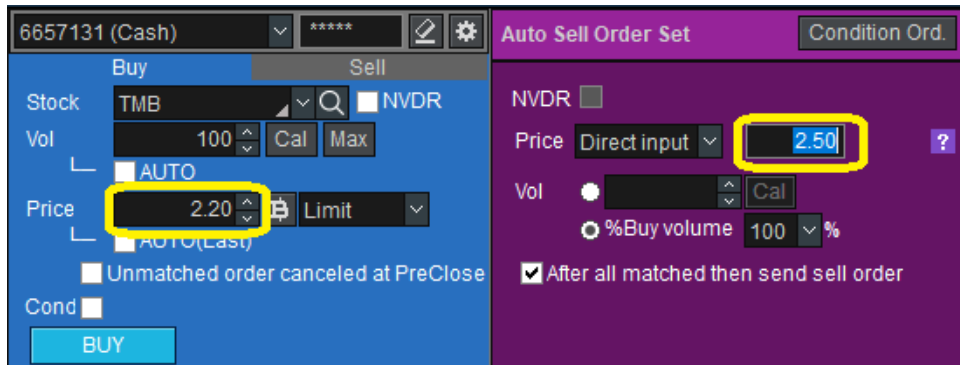 6657131 (Cash) ***** Auto Sell Order Set Condition Ord.
Buy Sell
Stock TMB NVDR NVDR
Vol 100 Cal Max Price Direct input 2.50 ?
AUTO Vol Cal
Price 2.20 Limit
AUTO(Last) %Buy volume 100 %
Unmatched order canceled at PreClose After all matched then send sell order
Cond
BUY